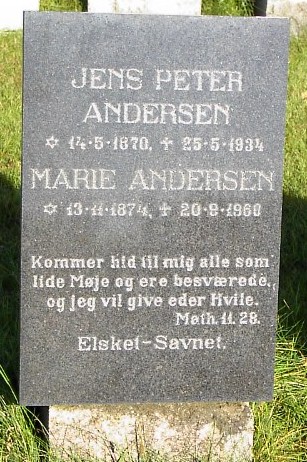 JENS PETER
ANDERSEN
✡ 14-5-1870, ✝ 25-5-1934
MARIE ANDERSEN
✡ 13-11-1874, ✝ 20-9-1960
Kommer hid til mig alle som
lide Møje og ere besværede,
og jeg vil give eder Hvile.
Math. 11. 28.
Elsket-Savnet.